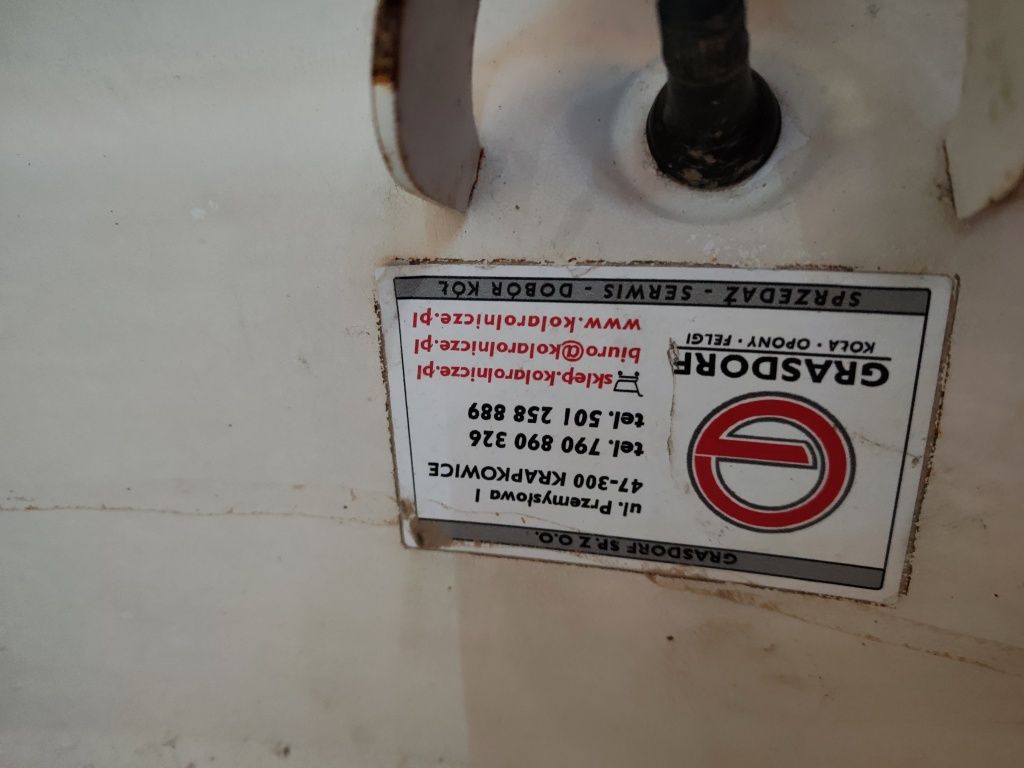 GRASDORF SP. Z O.O.
GRASDORF
KOŁA • OPONY • FELGI
ul. Przemysłowa 1
47-300 KRAPKOWICE
tel. 790 890 326
tel. 501 258 889
sklep.kolarolnicze.pl
biuro@kolarolnicze.pl
www.kolarolnicze.pl
SPRZEDAŻ - SERWIS - DOBÓR KÓŁ